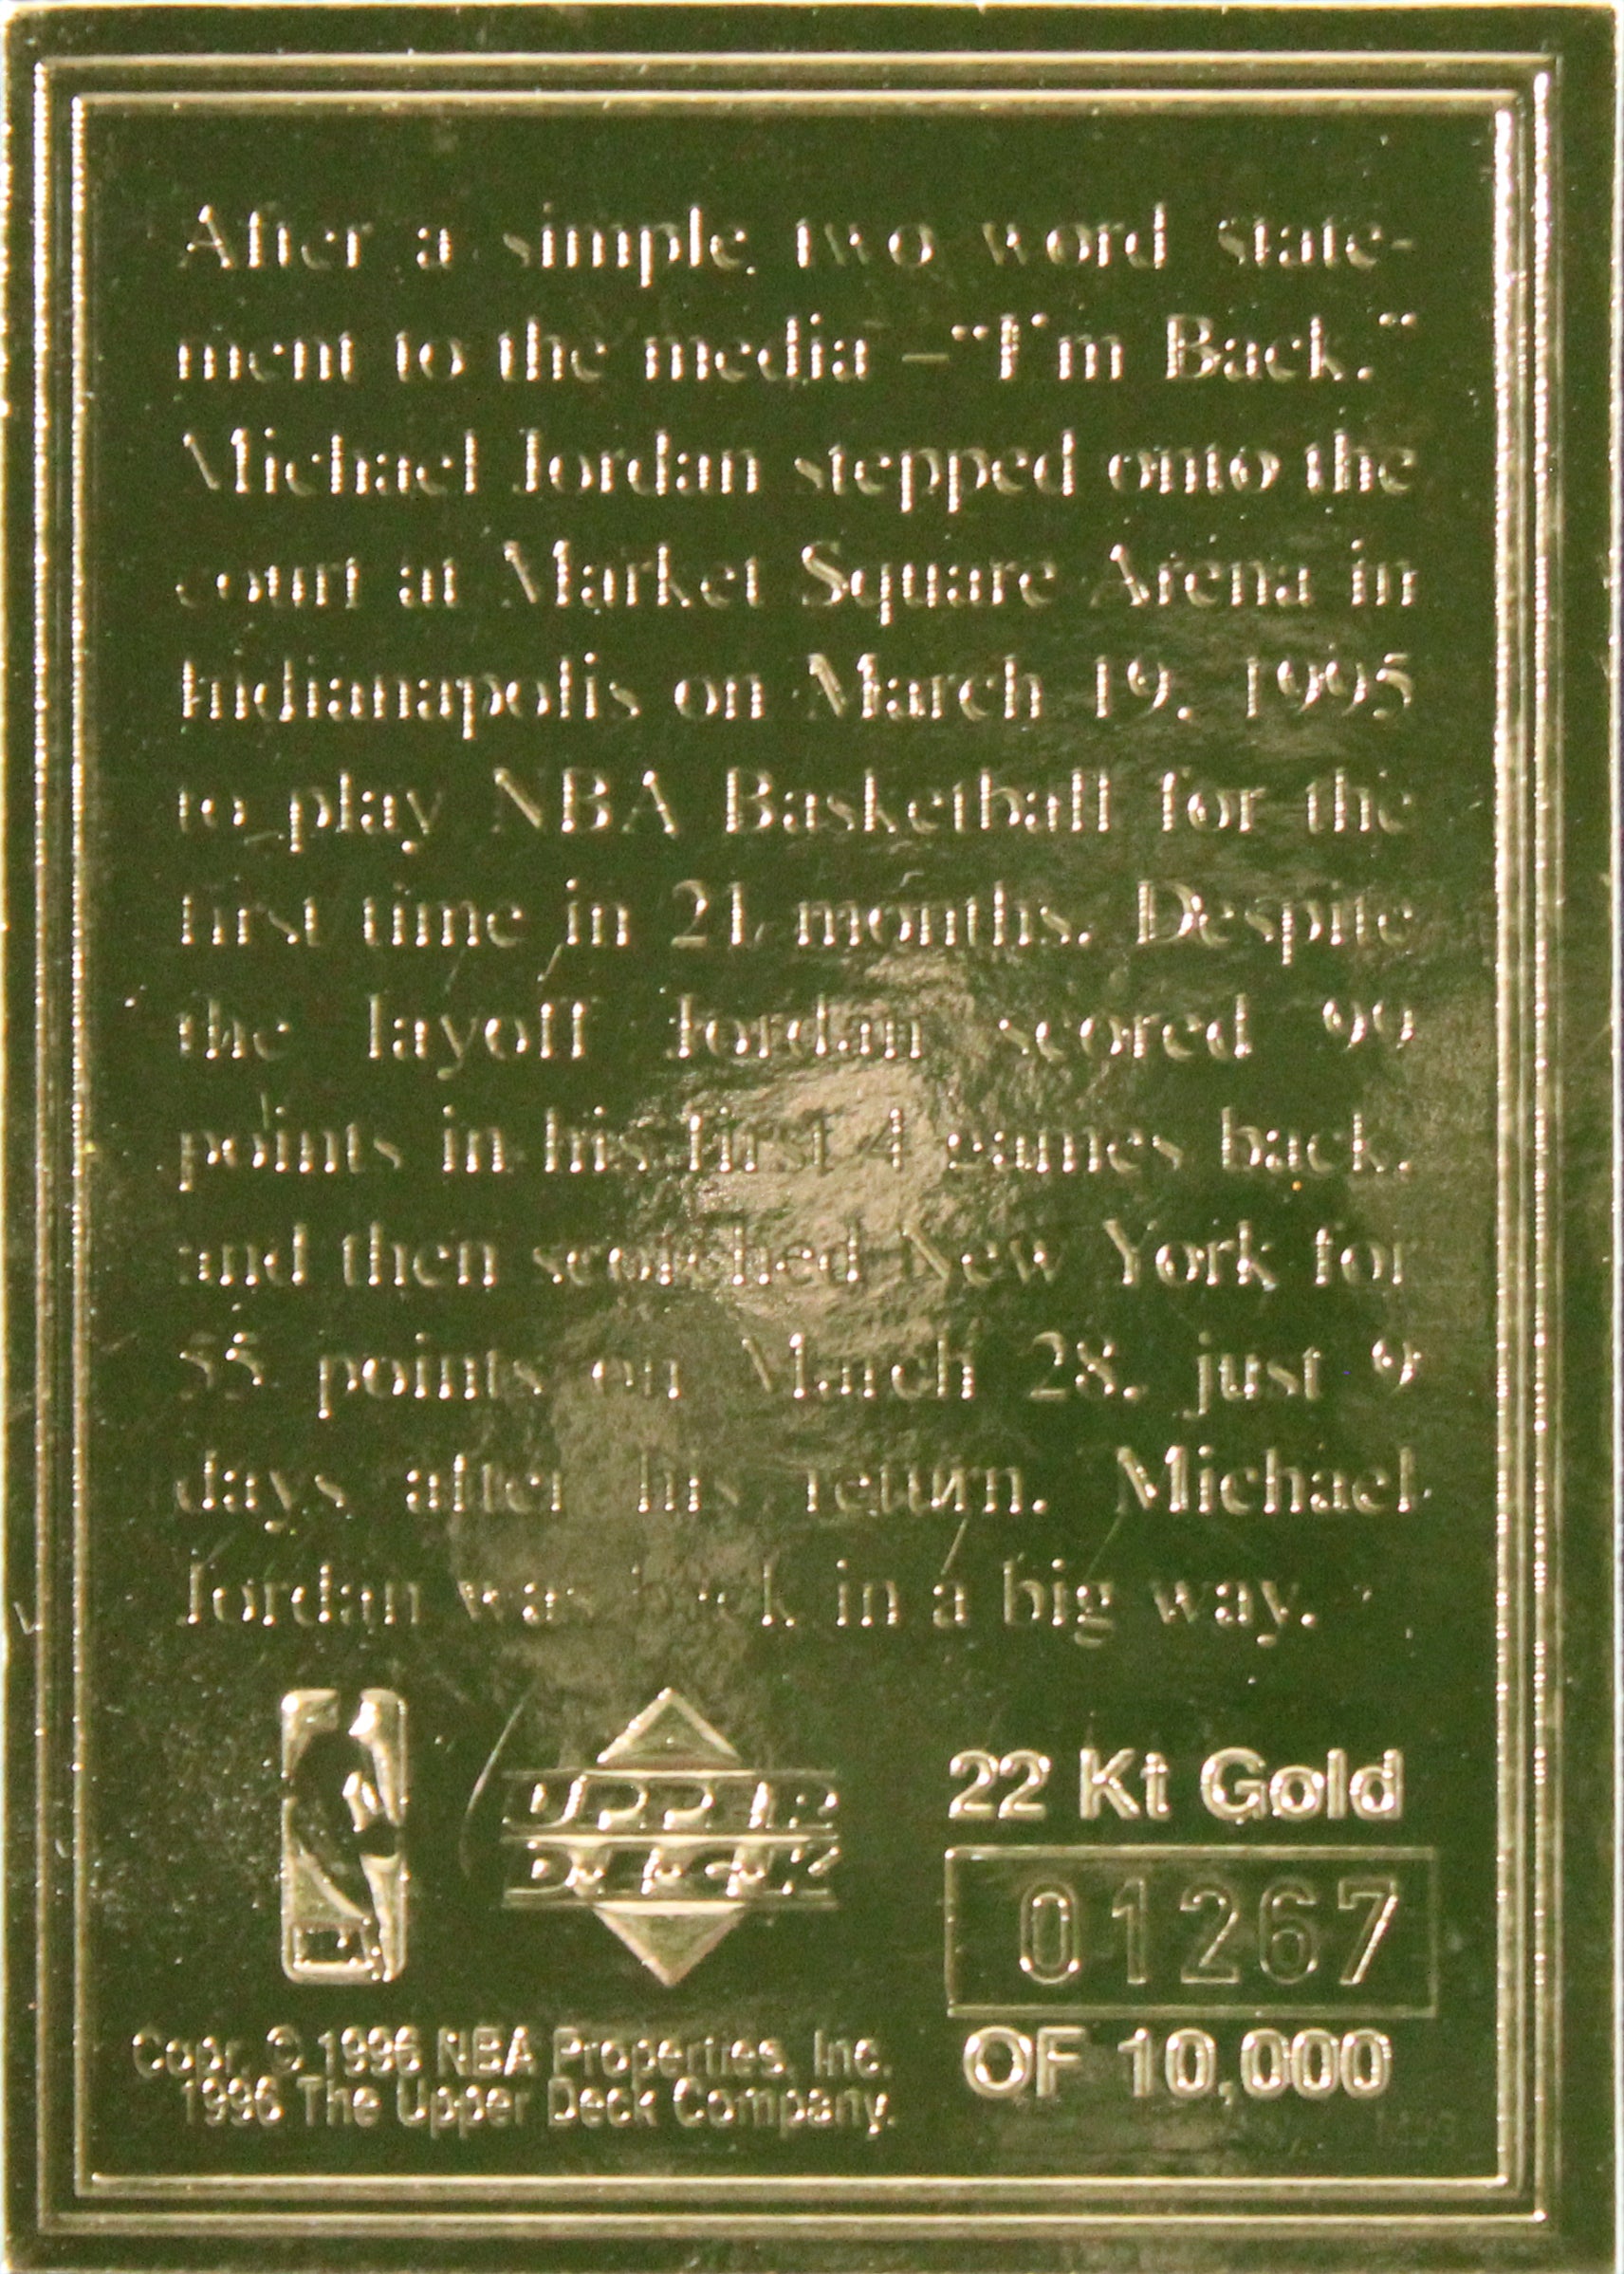 After a simple, two word state-
ment to the media –"I'm Back."
Michael Jordan stepped onto the
court at Market Square Arena in
Indianapolis on March 19, 1995
to play NBA Basketball for the
first time in 21 months. Despite
the layoff Jordan scored 99
points in his first 4 games back,
and then scorched New York for
55 points on March 28, just 9
days after his return. Michael
Jordan was back in a big way.
UPPER
DECK
22 Kt Gold
01267
OF 10,000
Copr. © 1996 NBA Properties, Inc.
1996 The Upper Deck Company.